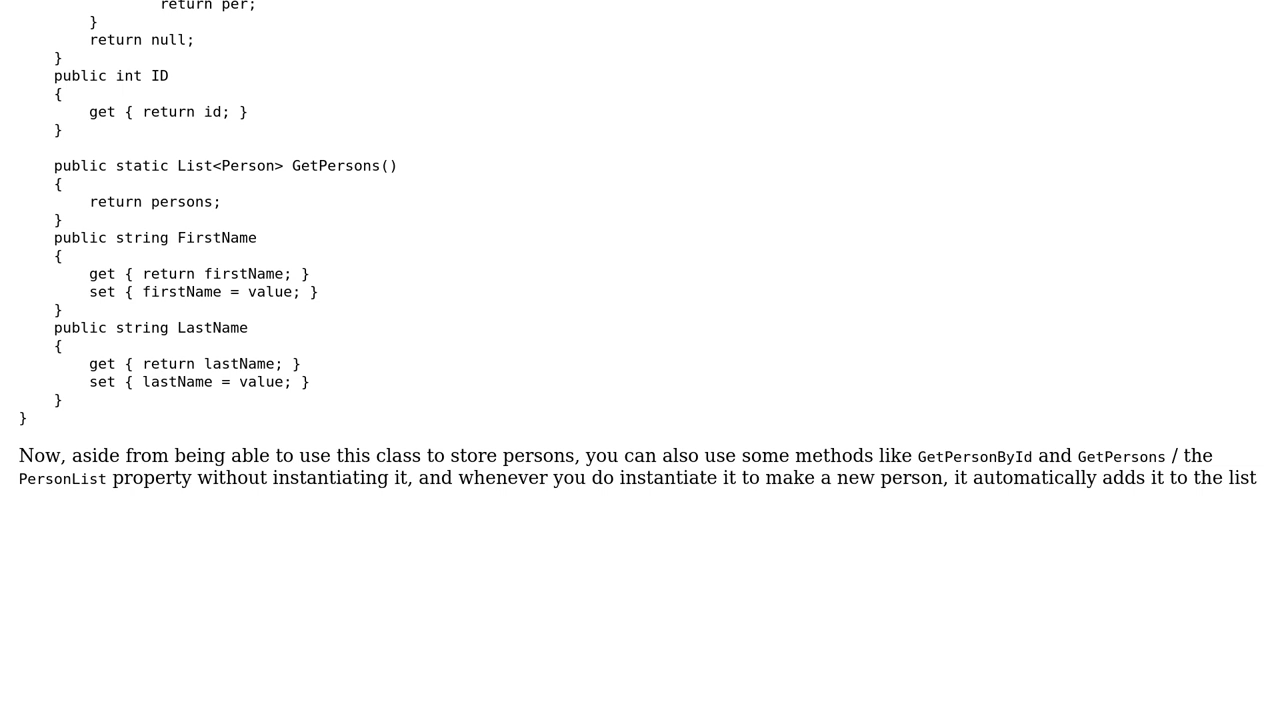 return per;
}
return null;
}
public int ID
{
get { return id; }
}
public static List<Person> GetPersons()
{
return persons;
}
public string FirstName
{
get { return firstName; }
set { firstName = value; }
}
public string LastName
{
get { return lastName; }
set { lastName = value; }
}
}
Now, aside from being able to use this class to store persons, you can also use some methods like GetPersonById and GetPersons / the
PersonList property without instantiating it, and whenever you do instantiate it to make a new person, it automatically adds it to the list